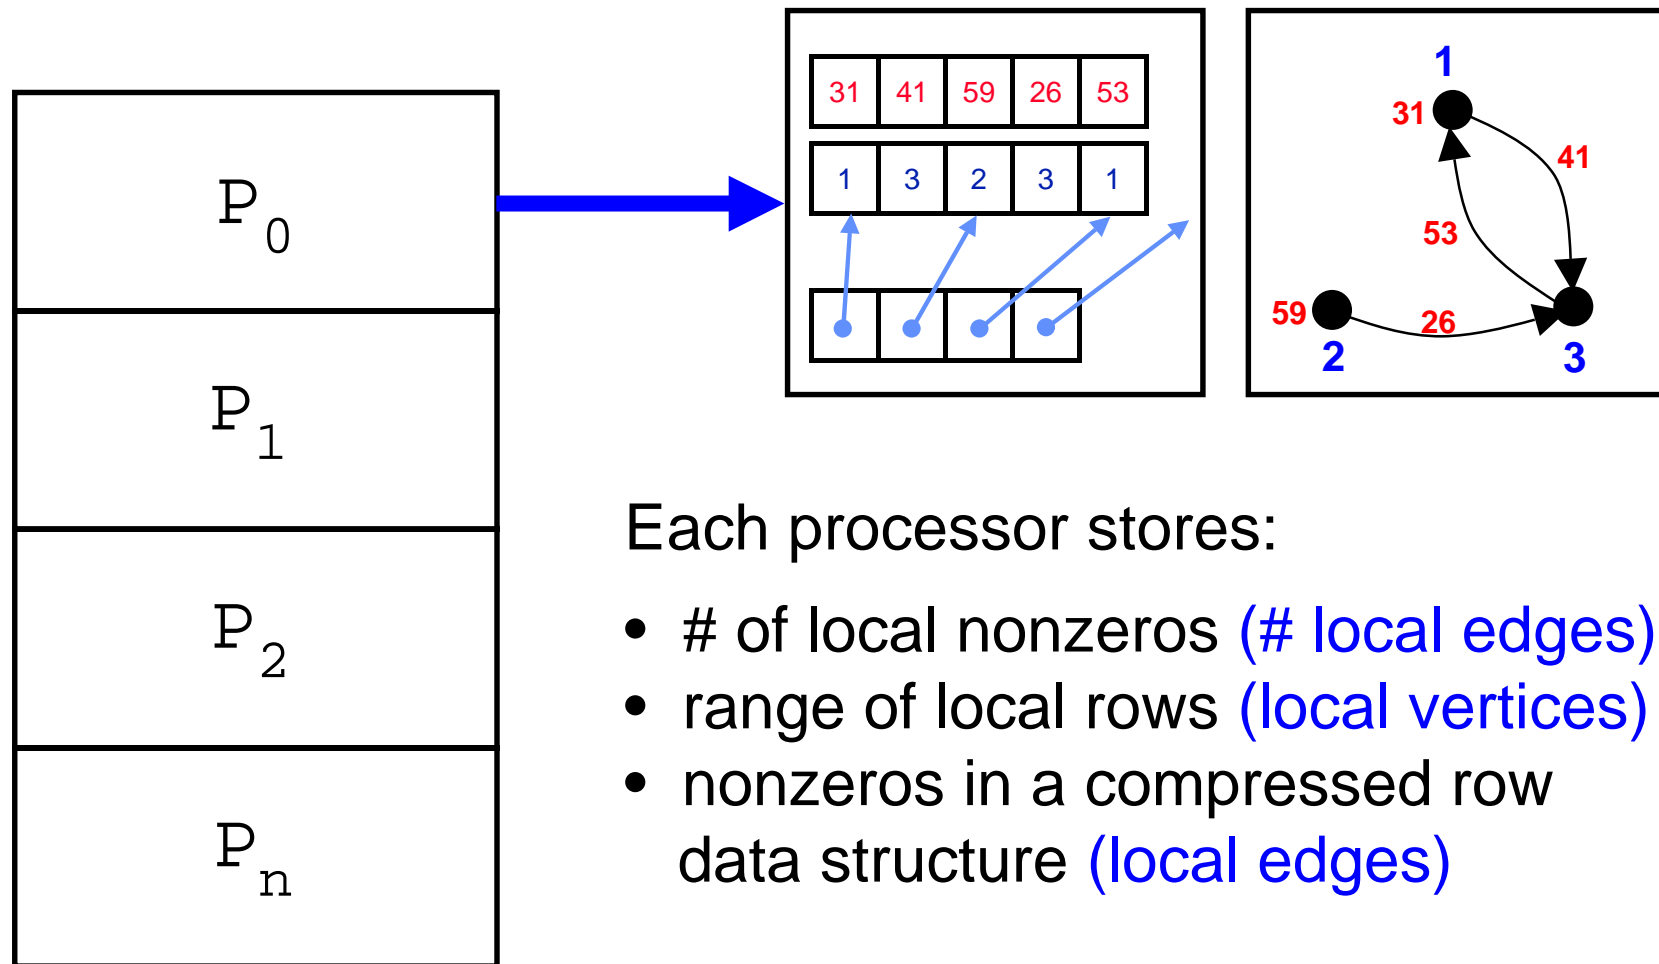 P0
P1
P2
Pn
31 41 59 26 53
1 3 2 3 1
1
31
41
53
59
26
2
3
Each processor stores:
• # of local nonzeros (# local edges)
• range of local rows (local vertices)
• nonzeros in a compressed row
data structure (local edges)